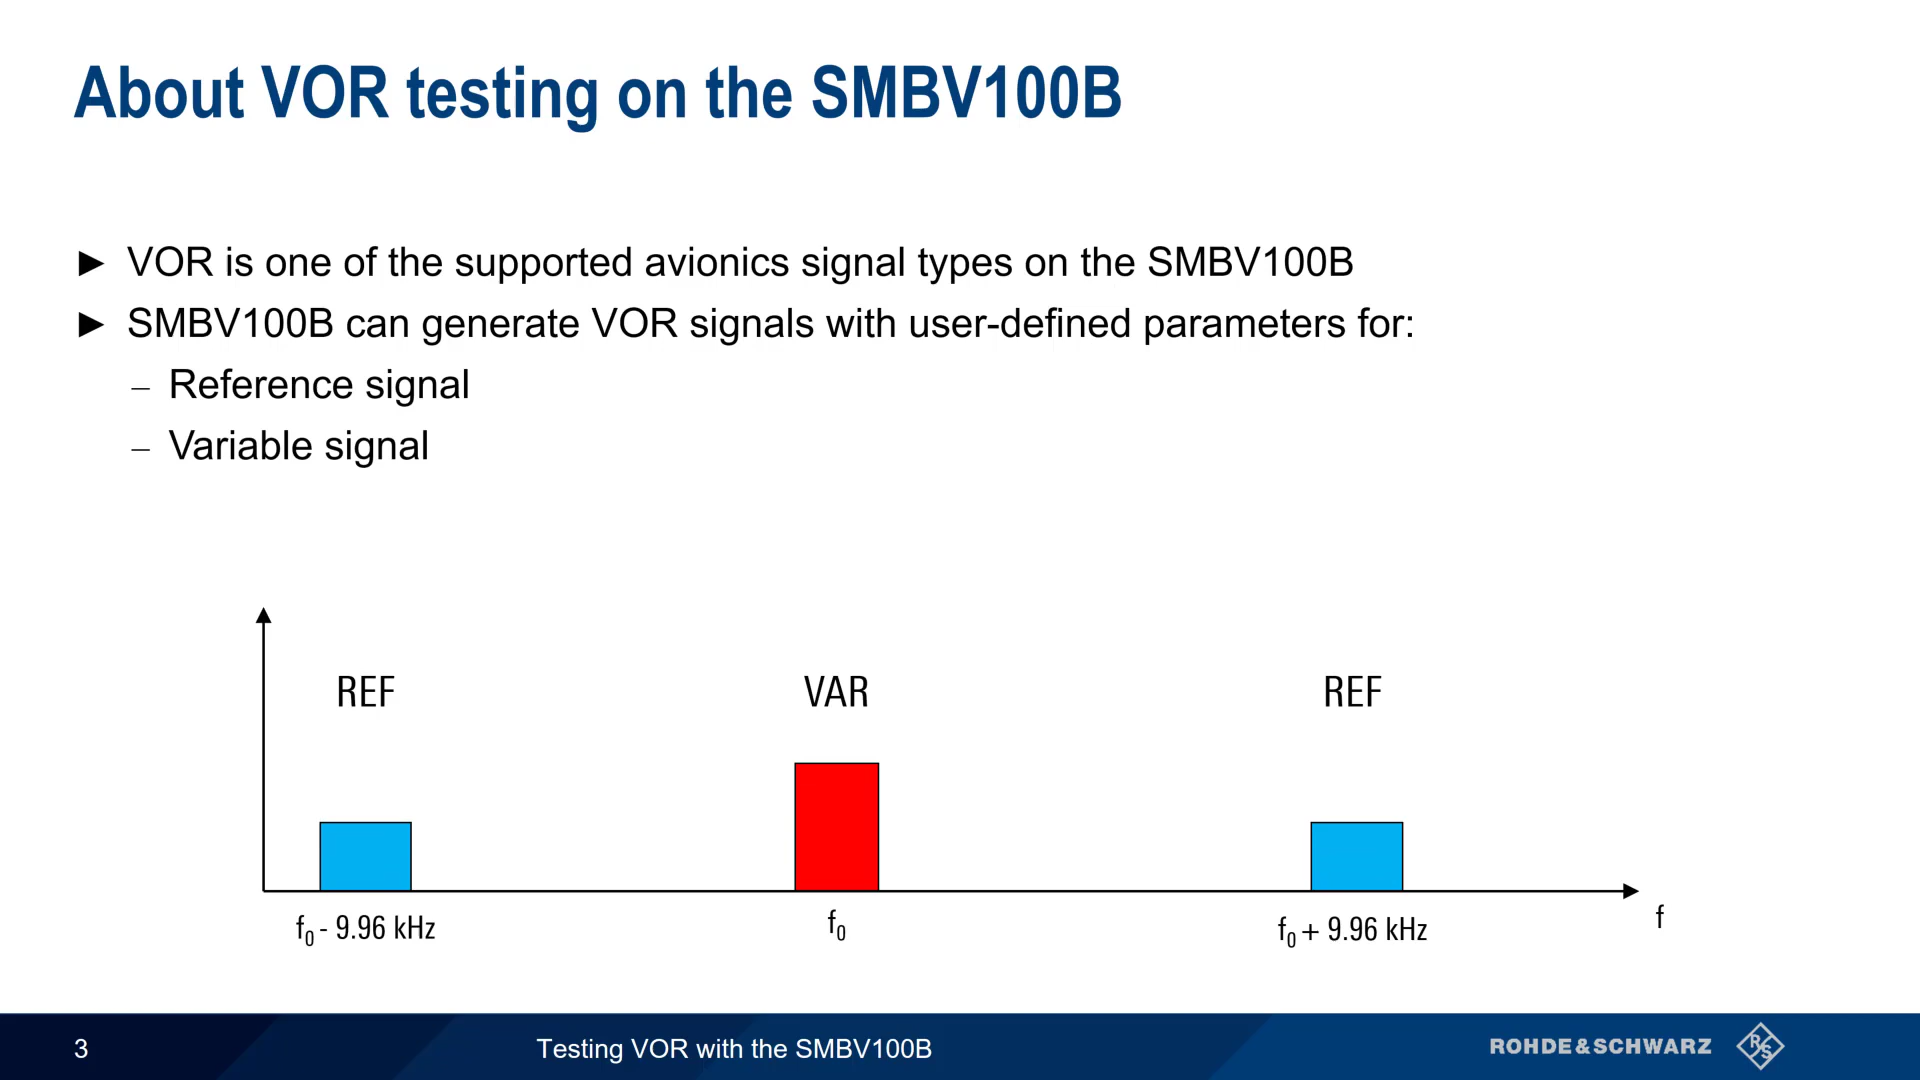 About VOR testing on the SMBV100B
► VOR is one of the supported avionics signal types on the SMBV100B
► SMBV100B can generate VOR signals with user-defined parameters for:
– Reference signal
– Variable signal
REF VAR REF
f₀ - 9.96 kHz f₀ f₀ + 9.96 kHz f
3 Testing VOR with the SMBV100B ROHDE&SCHWARZ R&S